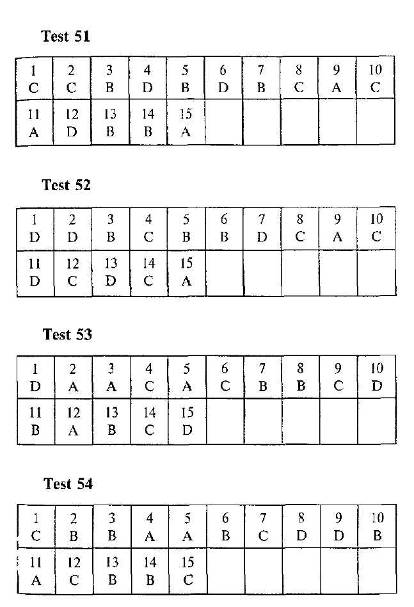 Test 51
1 2 3 4 5 6 7 8 9 10
C C B D B D B C A C
11 12 13 14 15
A D B B A
Test 52
1 2 3 4 5 6 7 8 9 10
D D B C B B D C A C
11 12 13 14 15
D C D C A
Test 53
1 2 3 4 5 6 7 8 9 10
D A A C A C B B C D
11 12 13 14 15
B A B C D
Test 54
1 2 3 4 5 6 7 8 9 10
C B B A A B C D D B
11 12 13 14 15
A C B B C